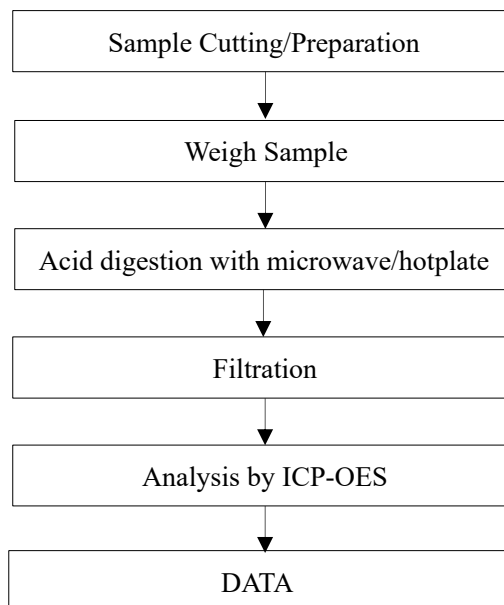 Sample Cutting/Preparation
Weigh Sample
Acid digestion with microwave/hotplate
Filtration
Analysis by ICP-OES
DATA